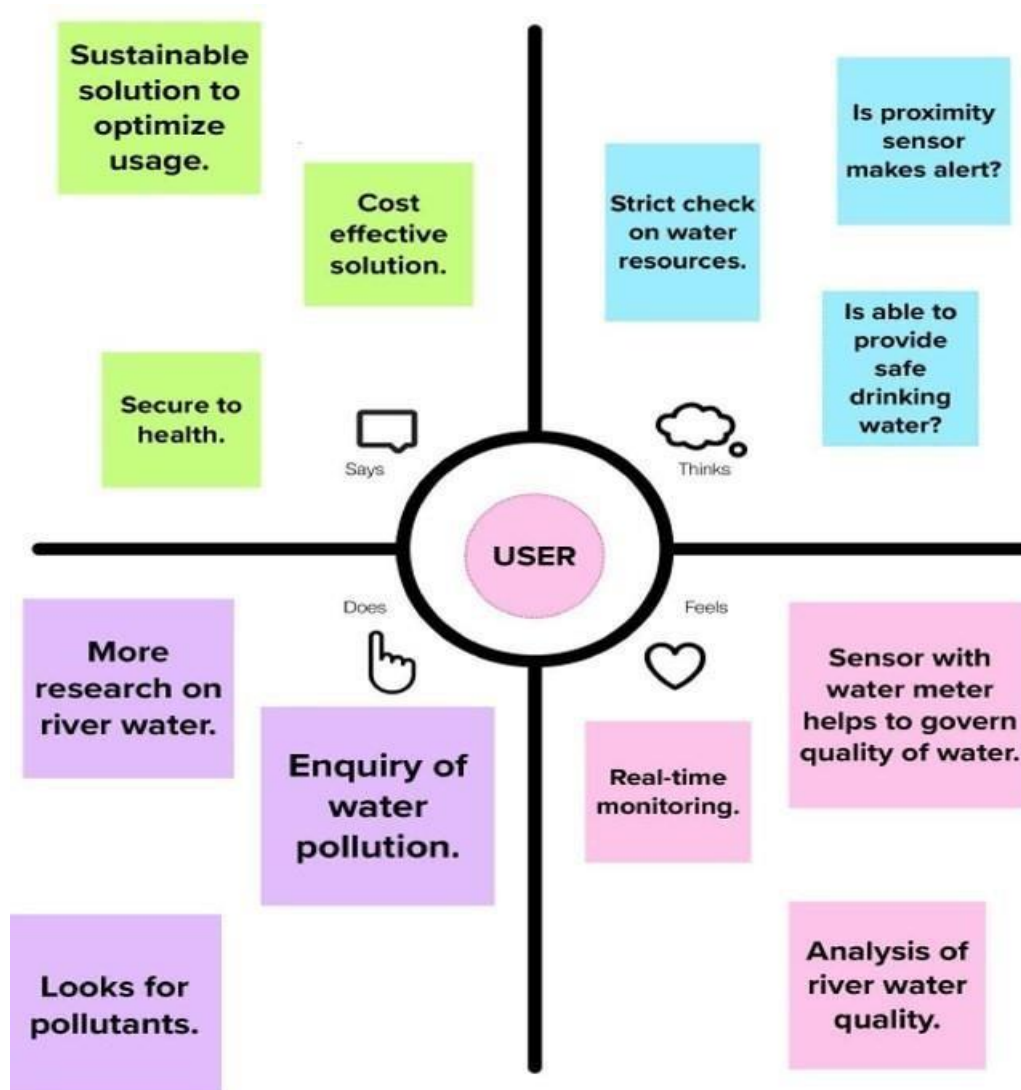 Sustainable
solution to
optimize
usage.
Cost
effective
solution.
Secure to
health.
Says
Is proximity
sensor
makes alert?
Strict check
on water
resources.
Is able to
provide
safe
drinking
water?
Thinks
USER
Does
More
research on
river water.
Enquiry of
water
pollution.
Looks for
pollutants.
Feels
Sensor with
water meter
helps to govern
quality of water.
Real-time
monitoring.
Analysis of
river water
quality.